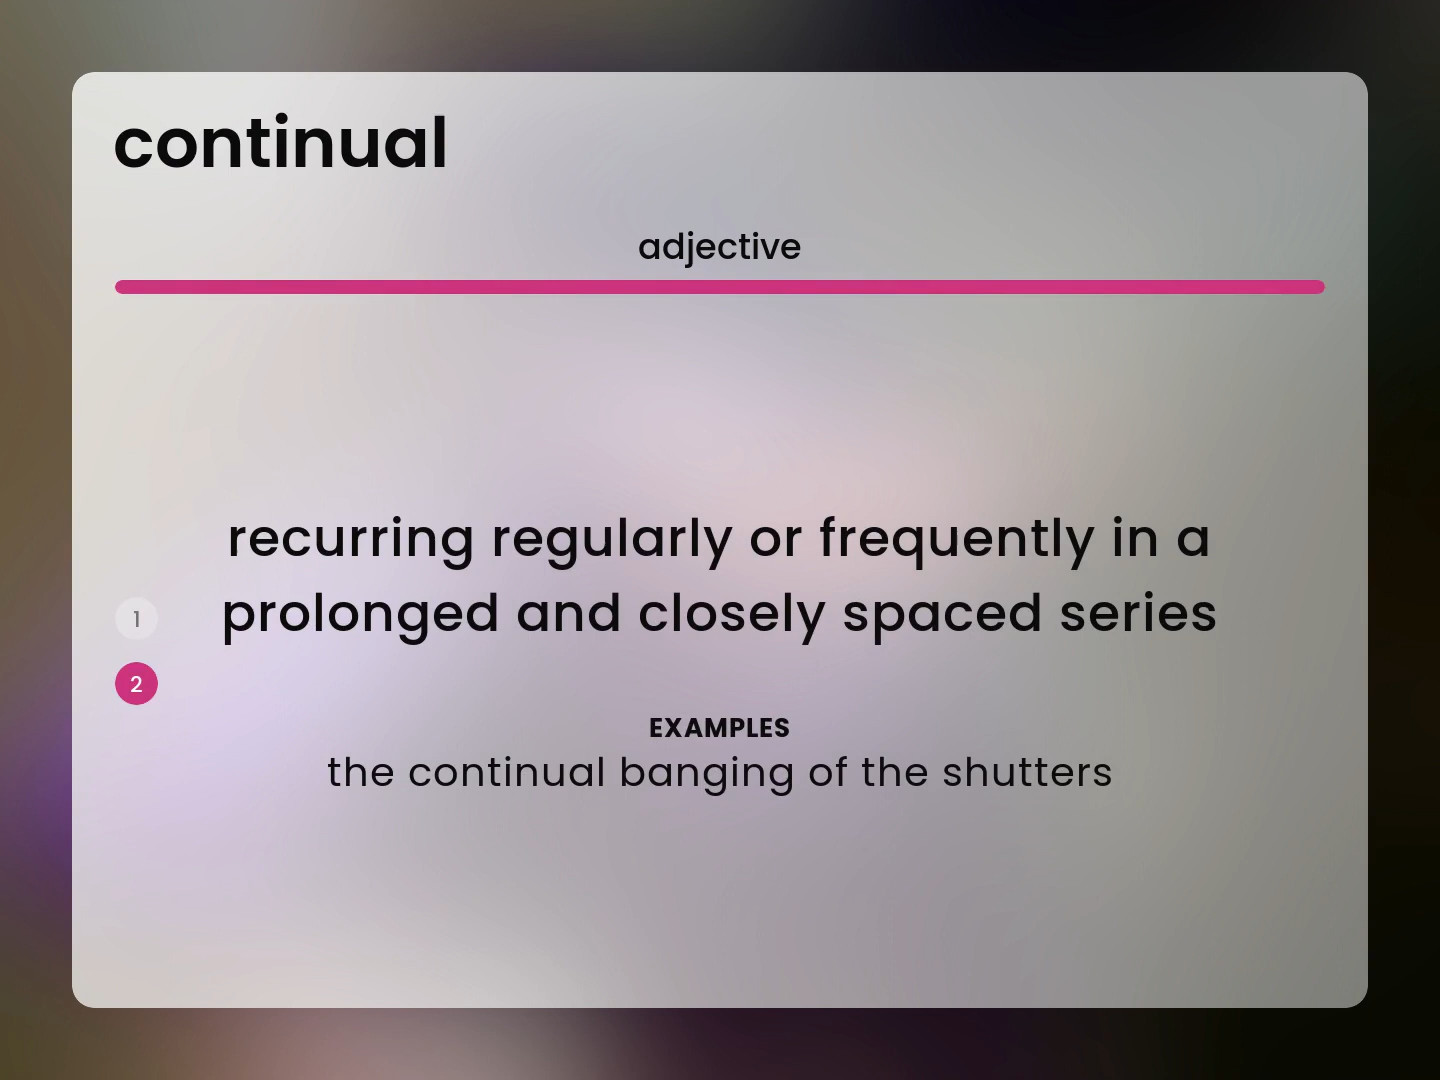 continual
adjective
recurring regularly or frequently in a
prolonged and closely spaced series
1
2
EXAMPLES
the continual banging of the shutters